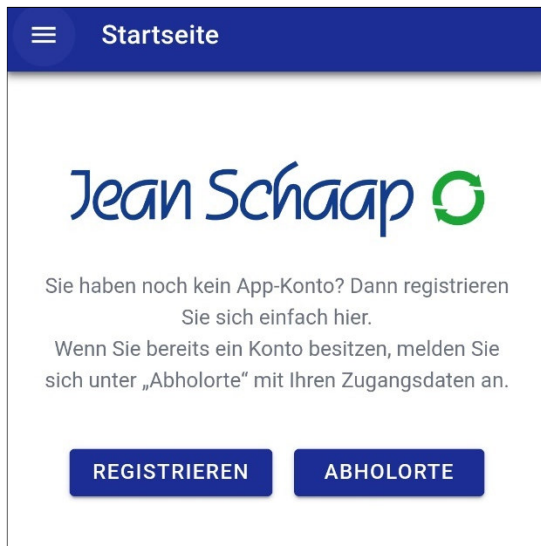 Startseite
Jean Schaap
Sie haben noch kein App-Konto? Dann registrieren
Sie sich einfach hier.
Wenn Sie bereits ein Konto besitzen, melden Sie
sich unter „Abholorte“ mit Ihren Zugangsdaten an.
REGISTRIEREN
ABHOLORTE